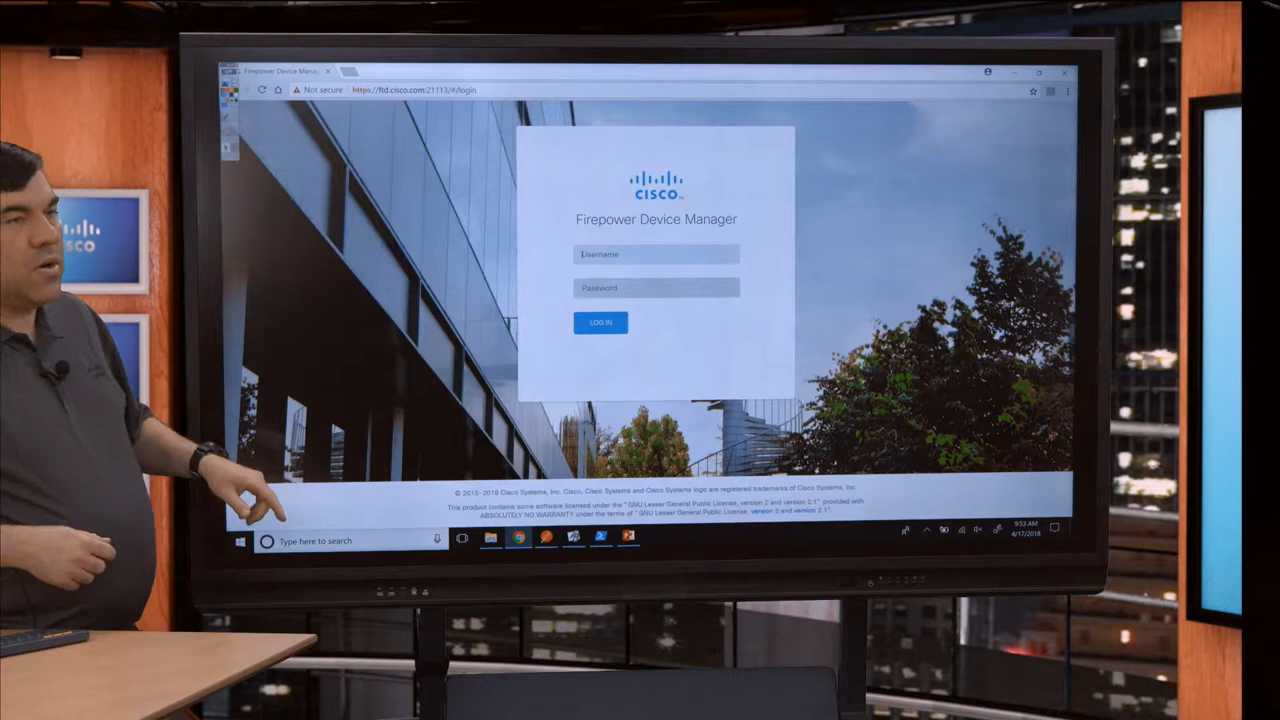 Firepower Device Mana
Not secure
https://ftd.cisco.com:21113/#/login
CISCO
Firepower Device Manager
Username
Password
LOG IN
SCO
© 2015-2018 Cisco Systems, Inc. Cisco, Cisco Systems and Cisco Systems logo are registered trademarks of Cisco Systems, Inc.
This product contains some software licensed under the "GNU Lesser General Public License, version 2 and version 2.1" provided with
ABSOLUTELY NO WARRANTY under the terms of "GNU Lesser General Public License, version 2 and version 2.1".
Type here to search
9:53 AM
4/17/2018